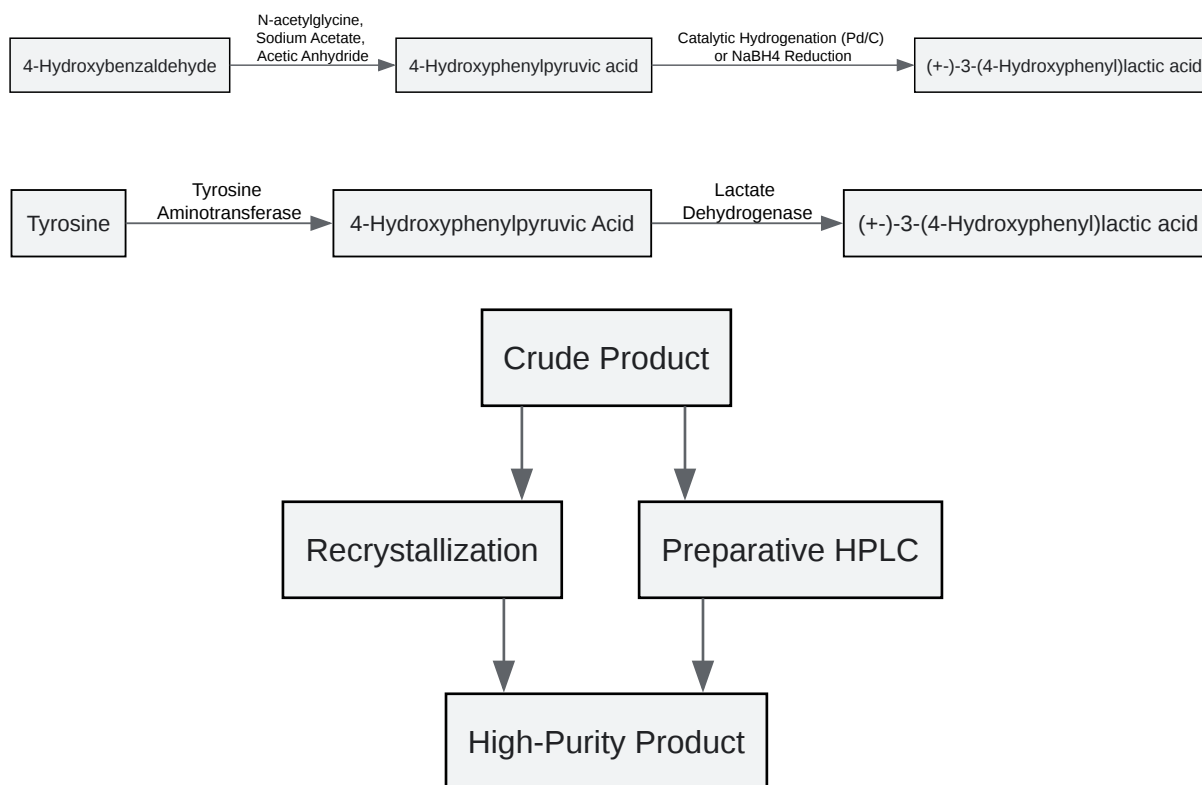 N-acetylglycine,
Sodium Acetate,
Acetic Anhydride
Catalytic Hydrogenation (Pd/C)
or NaBH4 Reduction
4-Hydroxybenzaldehyde
4-Hydroxyphenylpyruvic acid
(+-)-3-(4-Hydroxyphenyl)lactic acid
Tyrosine
Aminotransferase
Lactate
Dehydrogenase
Tyrosine
4-Hydroxyphenylpyruvic Acid
(+-)-3-(4-Hydroxyphenyl)lactic acid
Crude Product
Recrystallization
Preparative HPLC
High-Purity Product